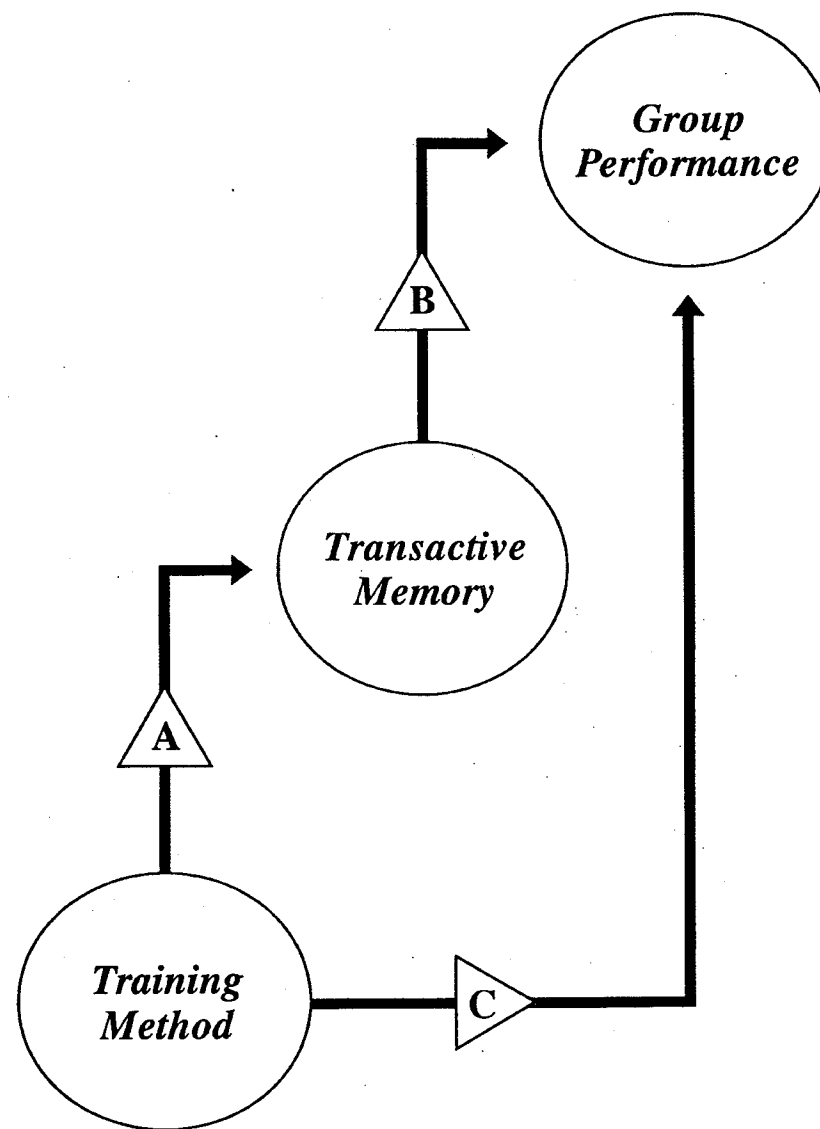 Group
Performance
B
Transactive
Memory
A
Training
Method
C